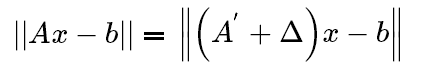 ||Ax − b|| = ‖(A′ + Δ)x − b‖